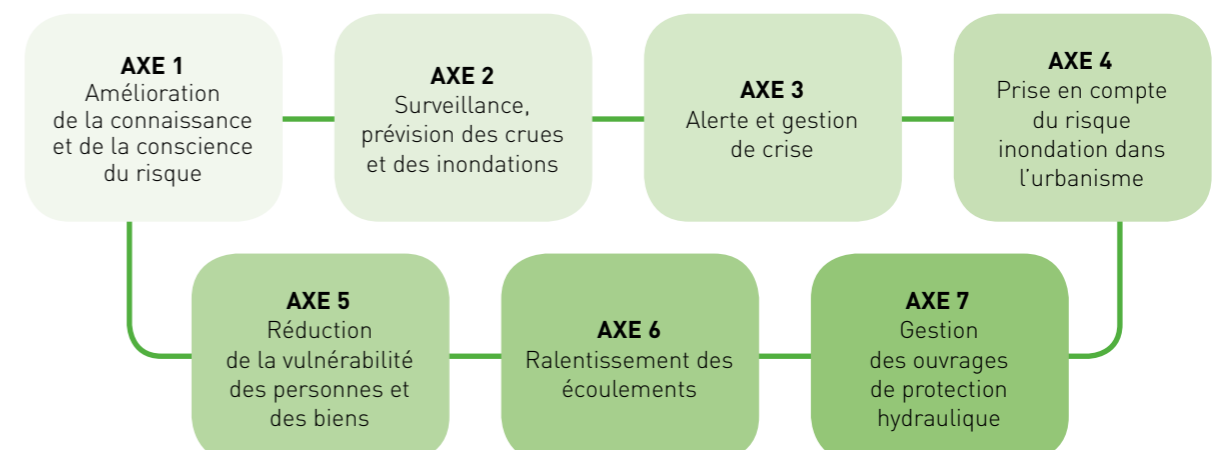 AXE 1
Amélioration
de la connaissance
et de la conscience
du risque
AXE 2
Surveillance,
prévision des crues
et des inondations
AXE 3
Alerte et gestion
de crise
AXE 4
Prise en compte
du risque
inondation dans
l’urbanisme
AXE 5
Réduction
de la vulnérabilité
des personnes et
des biens
AXE 6
Ralentissement des
écoulements
AXE 7
Gestion
des ouvrages
de protection
hydraulique